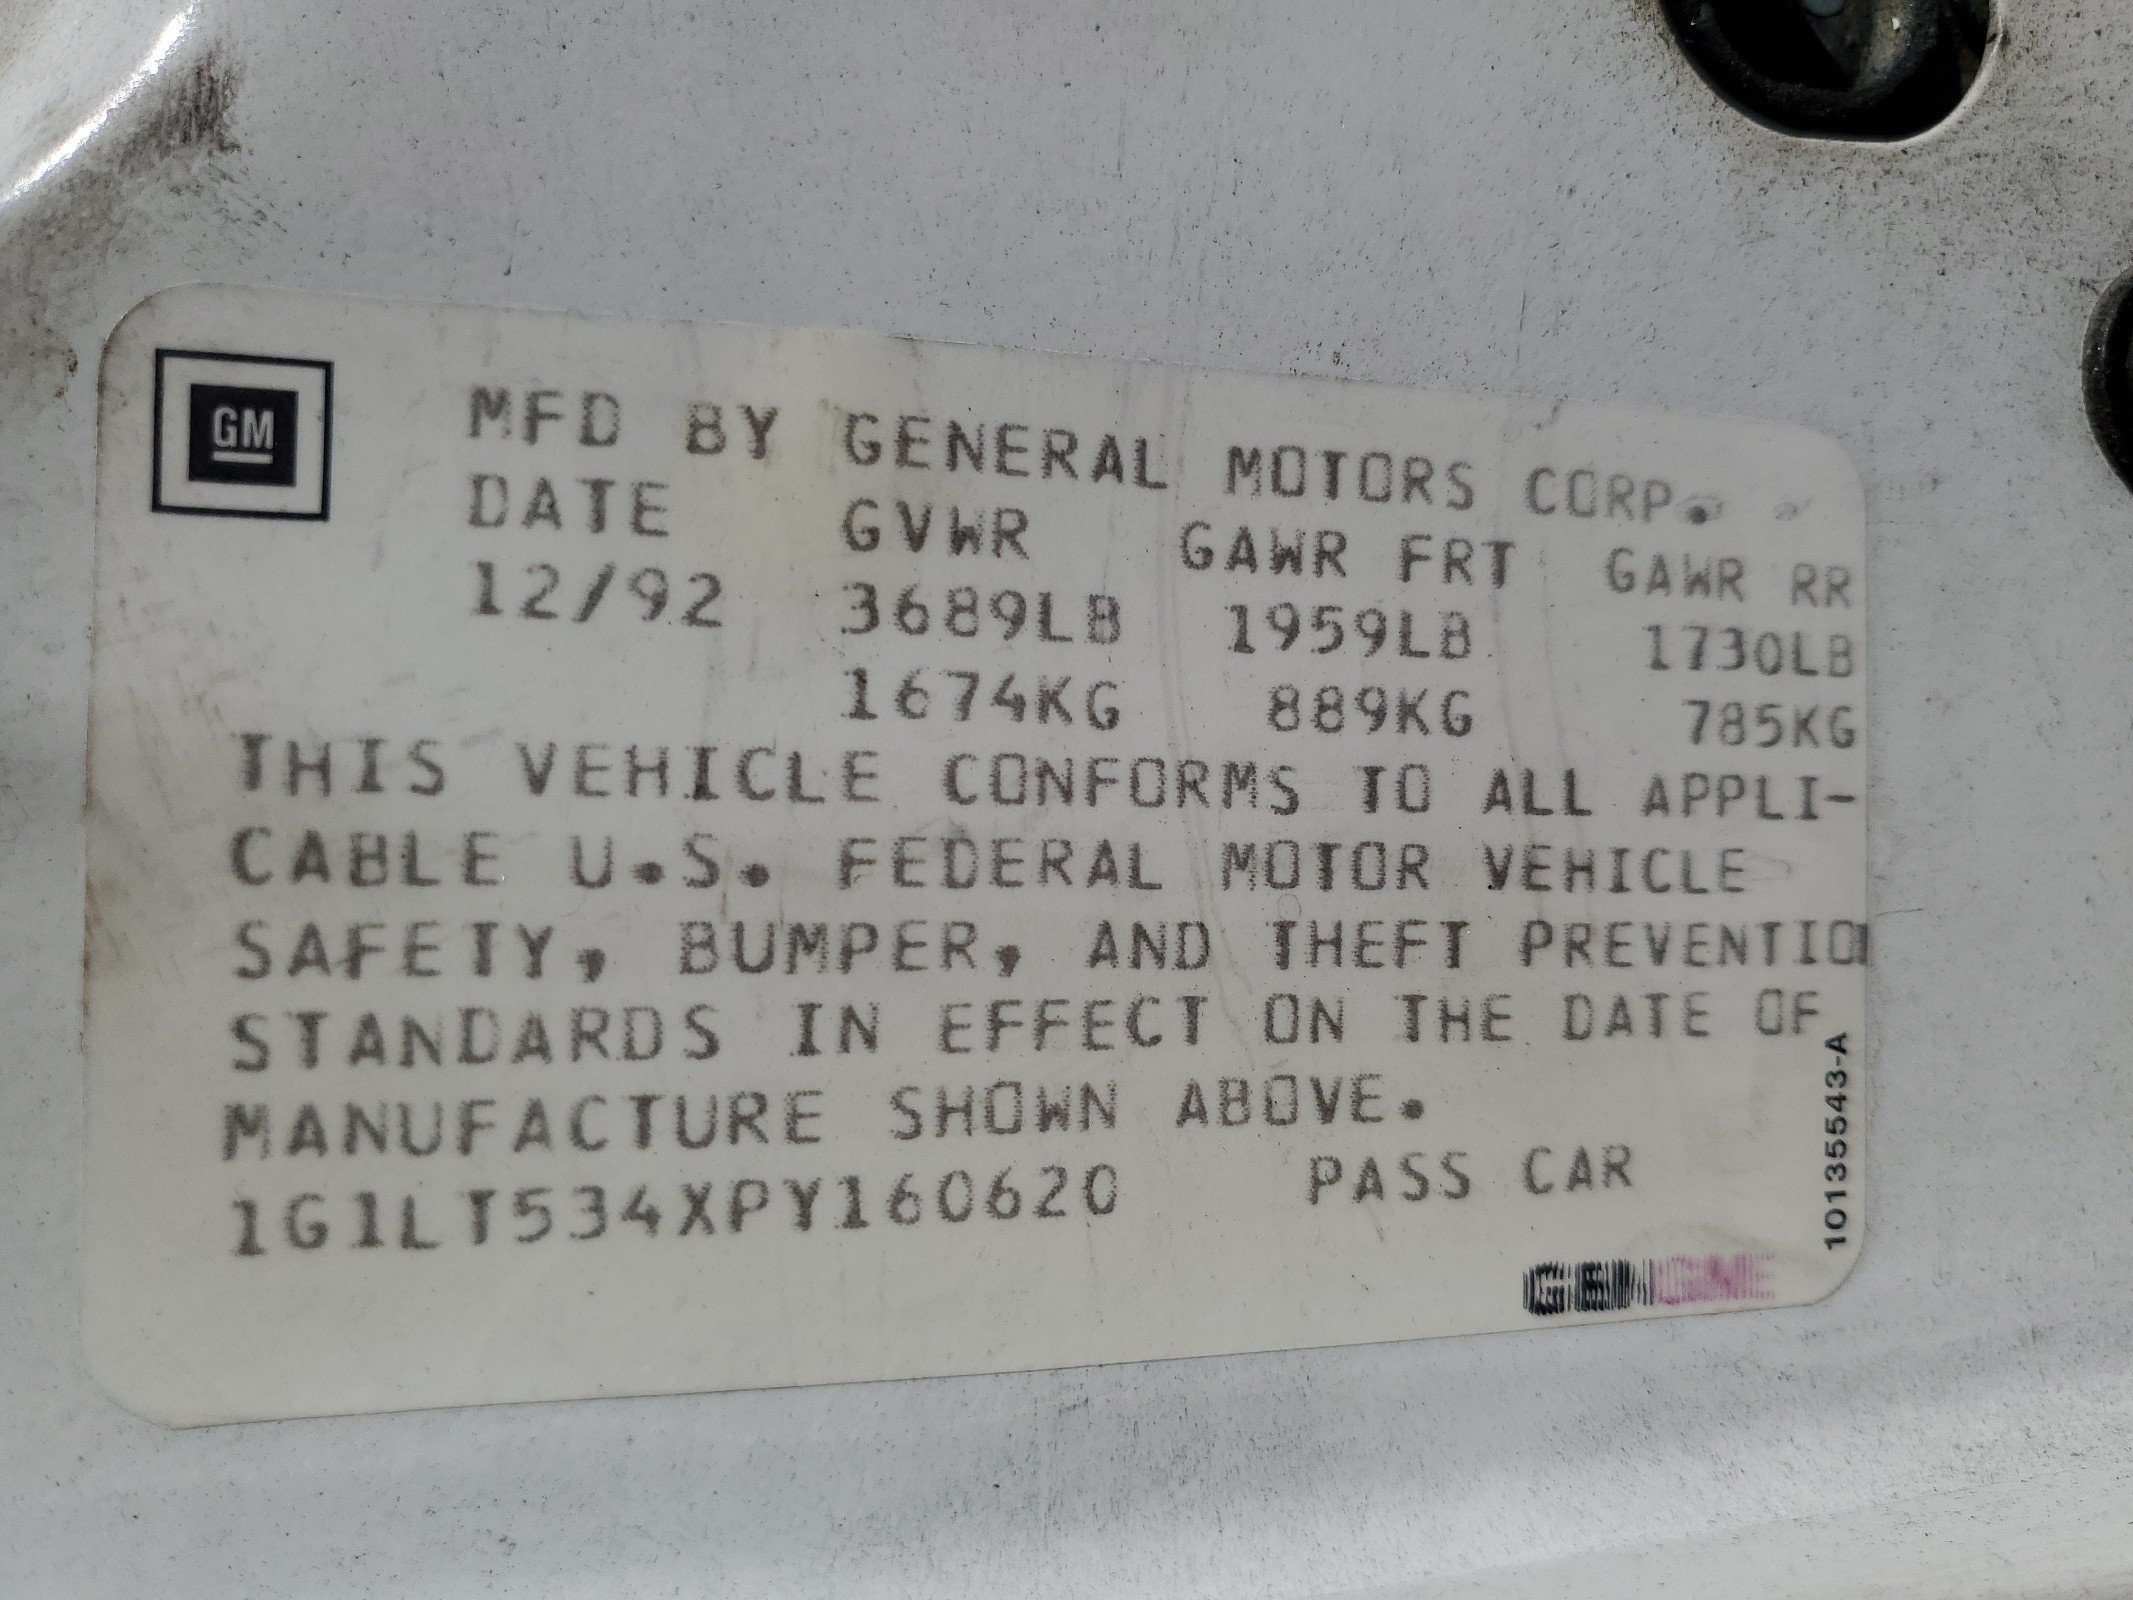 GM
MFD BY GENERAL MOTORS CORP.
DATE GVWR GAWR FRT GAWR RR
12/92 3689LB 1959LB 1730LB
1674KG 889KG 785KG
THIS VEHICLE CONFORMS TO ALL APPLI-
CABLE U.S. FEDERAL MOTOR VEHICLE
SAFETY, BUMPER, AND THEFT PREVENTIO
STANDARDS IN EFFECT ON THE DATE OF
MANUFACTURE SHOWN ABOVE.
1G1LT534XPY160620 PASS CAR
10135543-A